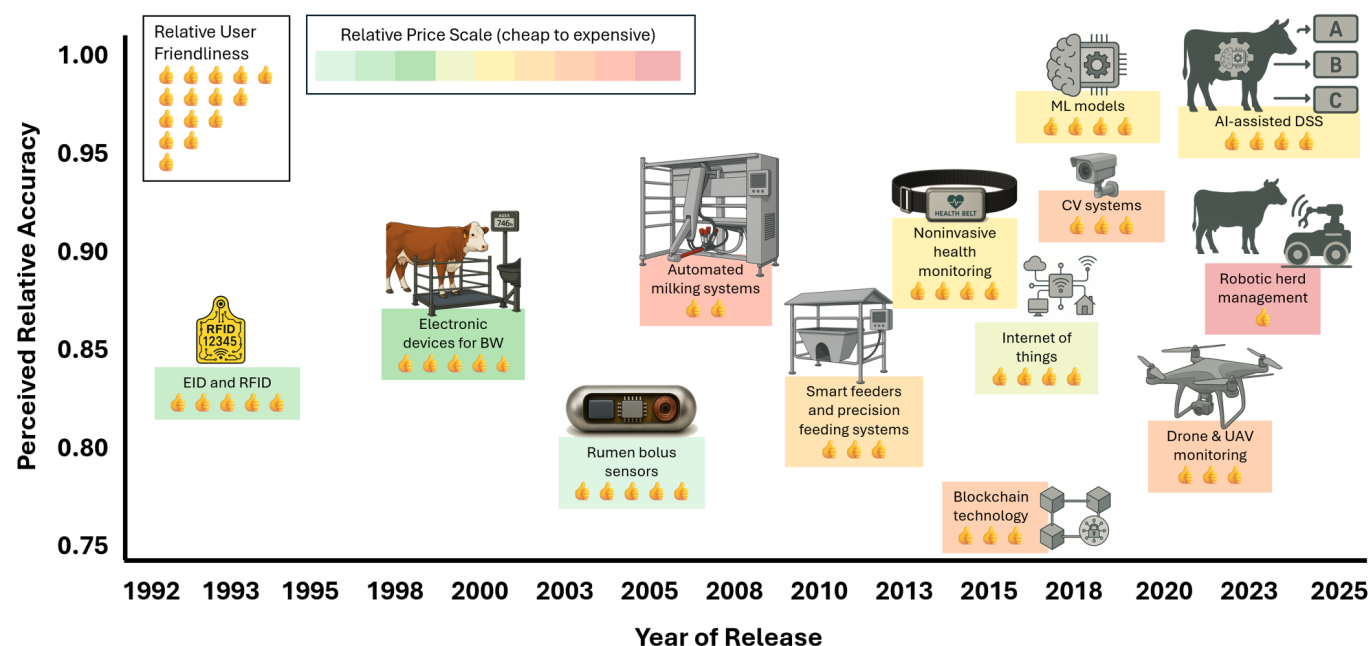 Relative User
Friendliness
Relative Price Scale (cheap to expensive)
Perceived Relative Accuracy
1.00
0.95
0.90
0.85
0.80
0.75
RFID
12345
EID and RFID
746
Electronic
devices for BW
Rumen bolus
sensors
Automated
milking systems
Smart feeders
and precision
feeding systems
HEALTH BELT
Noninvasive
health
monitoring
Blockchain
technology
ML models
CV systems
Internet of
things
A
B
C
AI-assisted DSS
Robotic herd
management
Drone & UAV
monitoring
1992 1993 1995 1998 2000 2003 2005 2008 2010 2013 2015 2018 2020 2023 2025
Year of Release